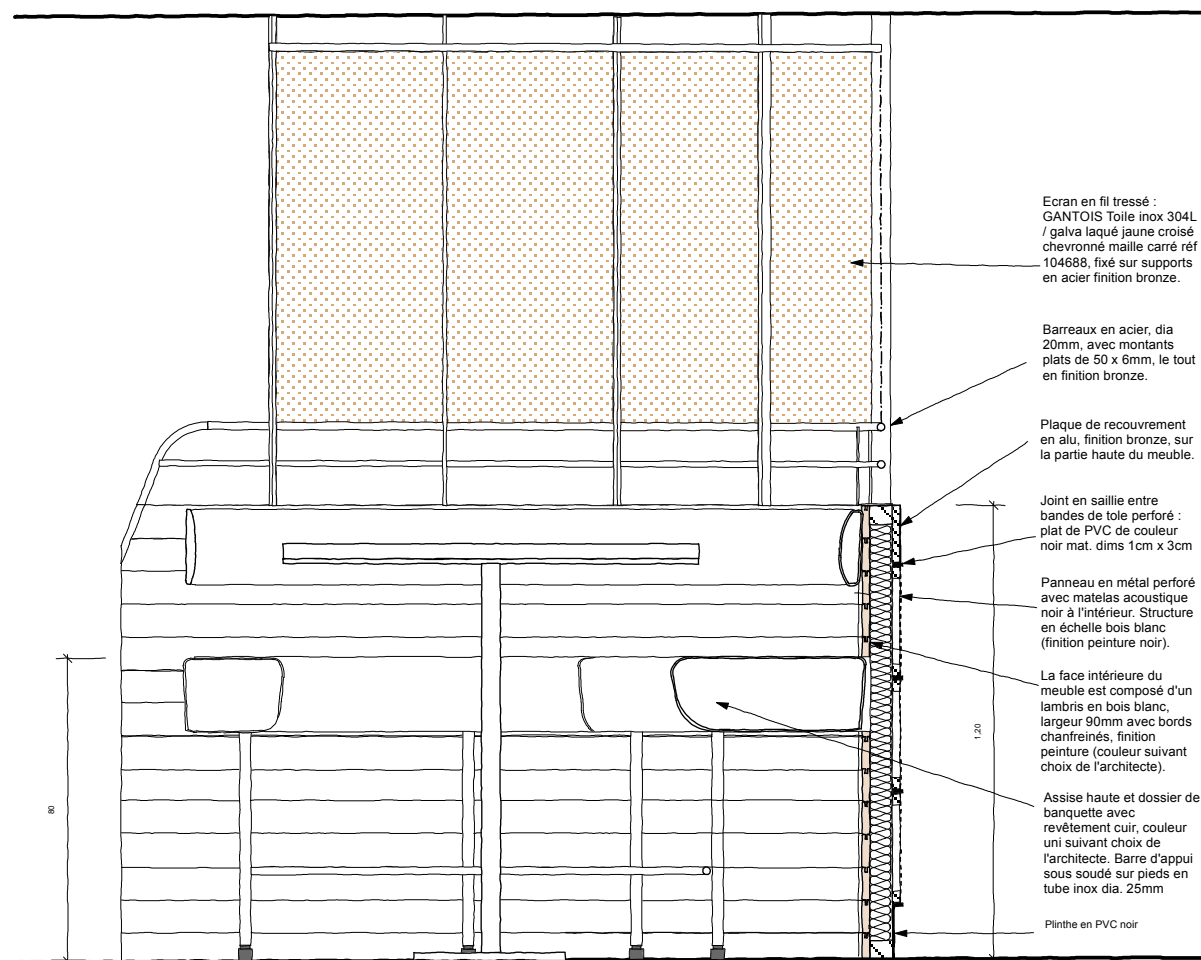 Ecran en fil tressé :
GANTOIS Toile inox 304L
/ galva laqué jaune croisé
chevronné maille carré réf
104688, fixé sur supports
en acier finition bronze.
Barreaux en acier, dia
20mm, avec montants
plats de 50 x 6mm, le tout
en finition bronze.
Plaque de recouvrement
en alu, finition bronze, sur
la partie haute du meuble.
Joint en saillie entre
bandes de tole perforé :
plat de PVC de couleur
noir mat. dims 1cm x 3cm
Panneau en métal perforé
avec matelas acoustique
noir à l'intérieur. Structure
en échelle bois blanc
(finition peinture noir).
La face intérieure du
meuble est composé d'un
lambris en bois blanc,
largeur 90mm avec bords
chanfreinés, finition
peinture (couleur suivant
choix de l'architecte).
Assise haute et dossier de
banquette avec
revêtement cuir, couleur
uni suivant choix de
l'architecte. Barre d'appui
sous soudé sur pieds en
tube inox dia. 25mm
Plinthe en PVC noir
80
1,20